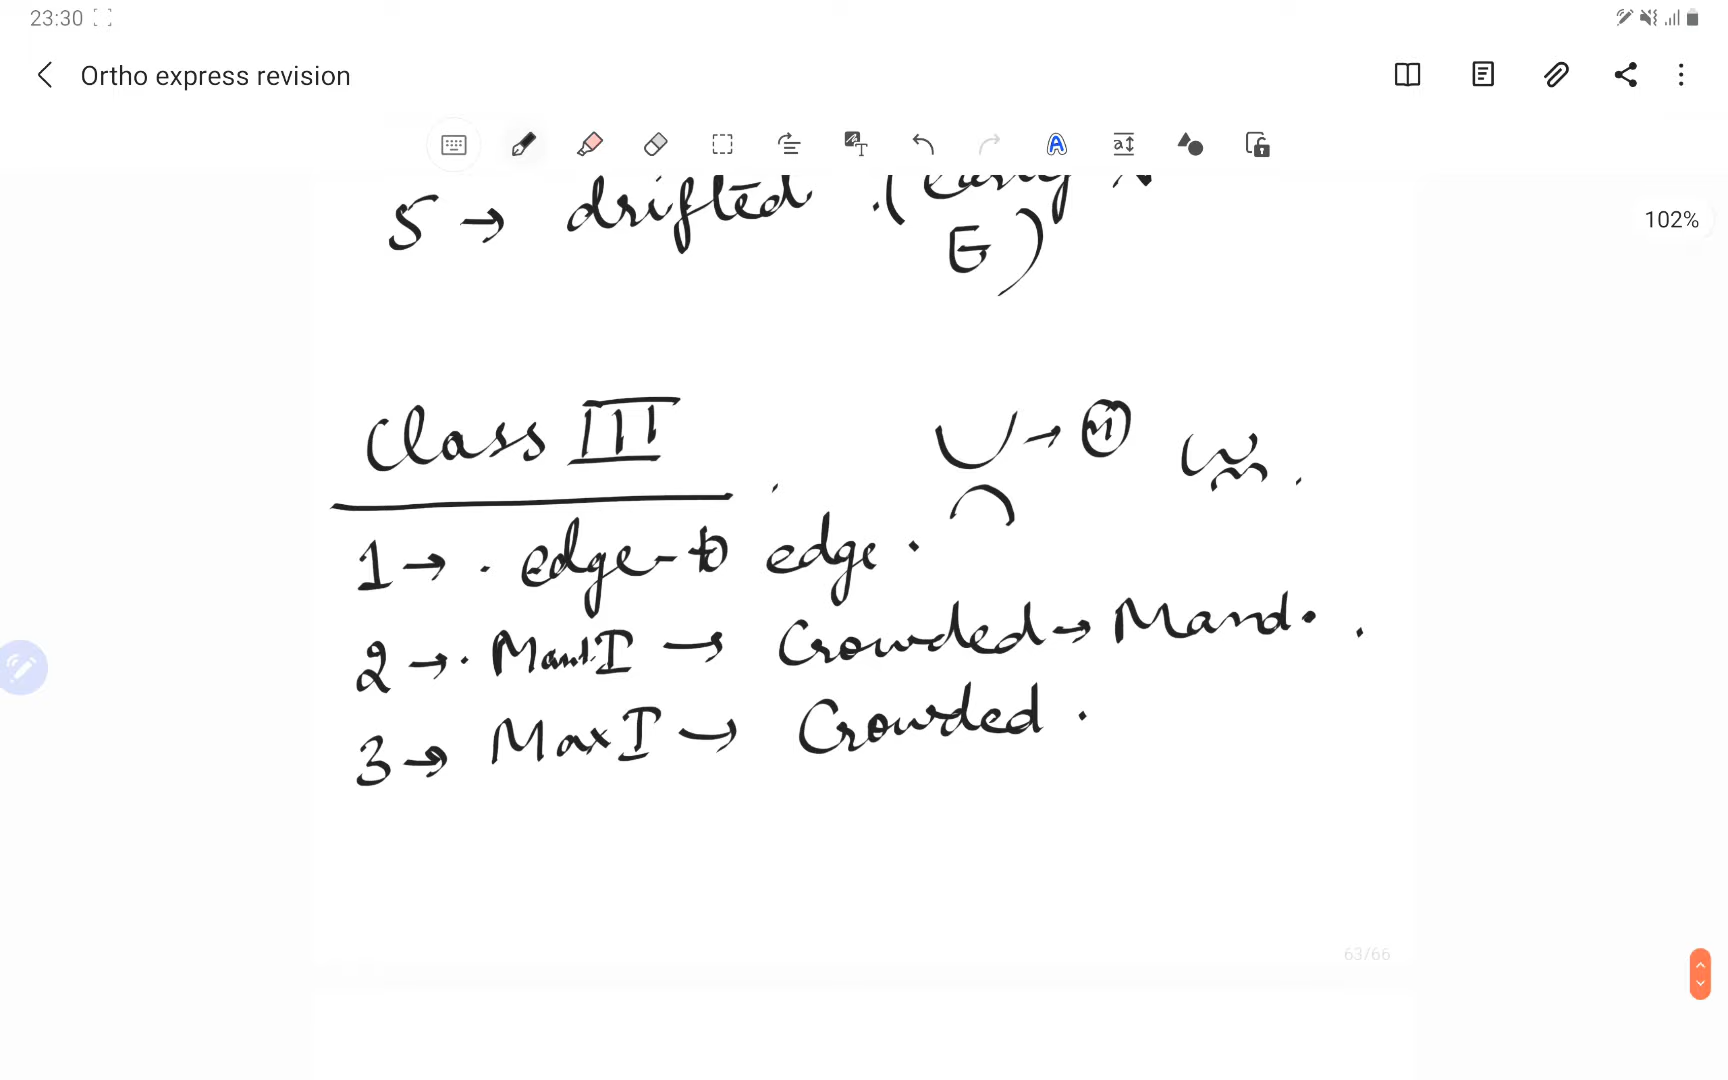 23:30
Ortho express revision
102%
5 → drifted . (
E)
Class III
→ M
1 → . edge-to edge .
2 → . Mand I → Crowded → Mand .
3 → Max I → Crowded .
63/66